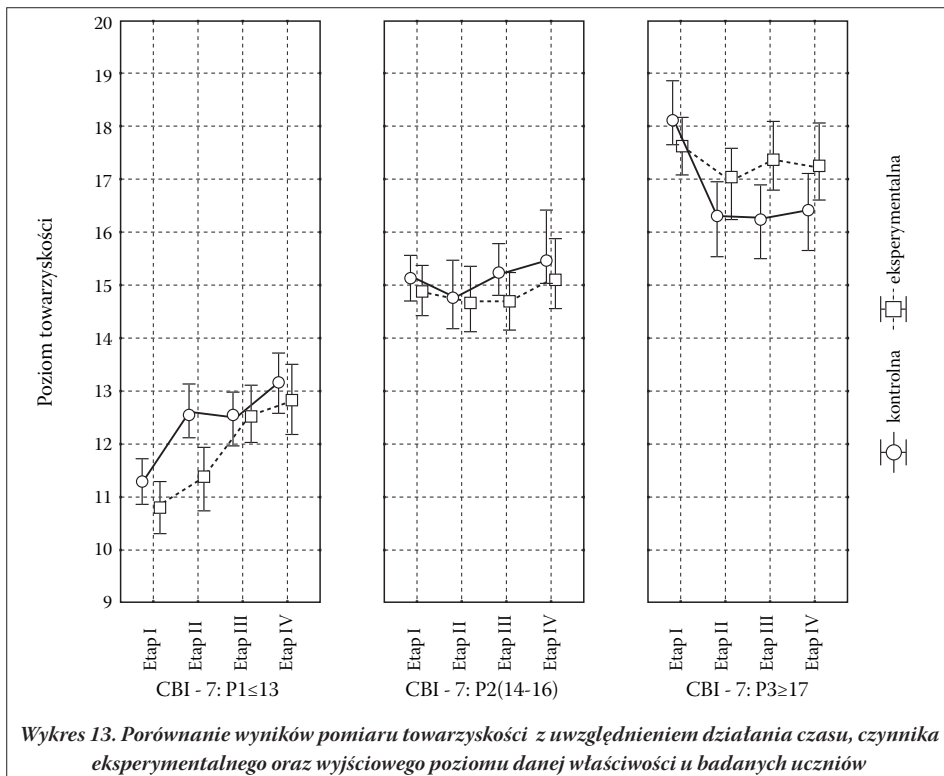 20
19
18
17
16
15
14
13
12
11
10
9
Poziom towarzyskości
Etap I
Etap II
Etap III
Etap IV
CBI - 7: P1≤13
Etap I
Etap II
Etap III
Etap IV
CBI - 7: P2(14-16)
Etap I
Etap II
Etap III
Etap IV
CBI - 7: P3≥17
eksperymentalna
kontrolna
Wykres 13. Porównanie wyników pomiaru towarzyskości z uwzględnieniem działania czasu, czynnika
eksperymentalnego oraz wyjściowego poziomu danej właściwości u badanych uczniów